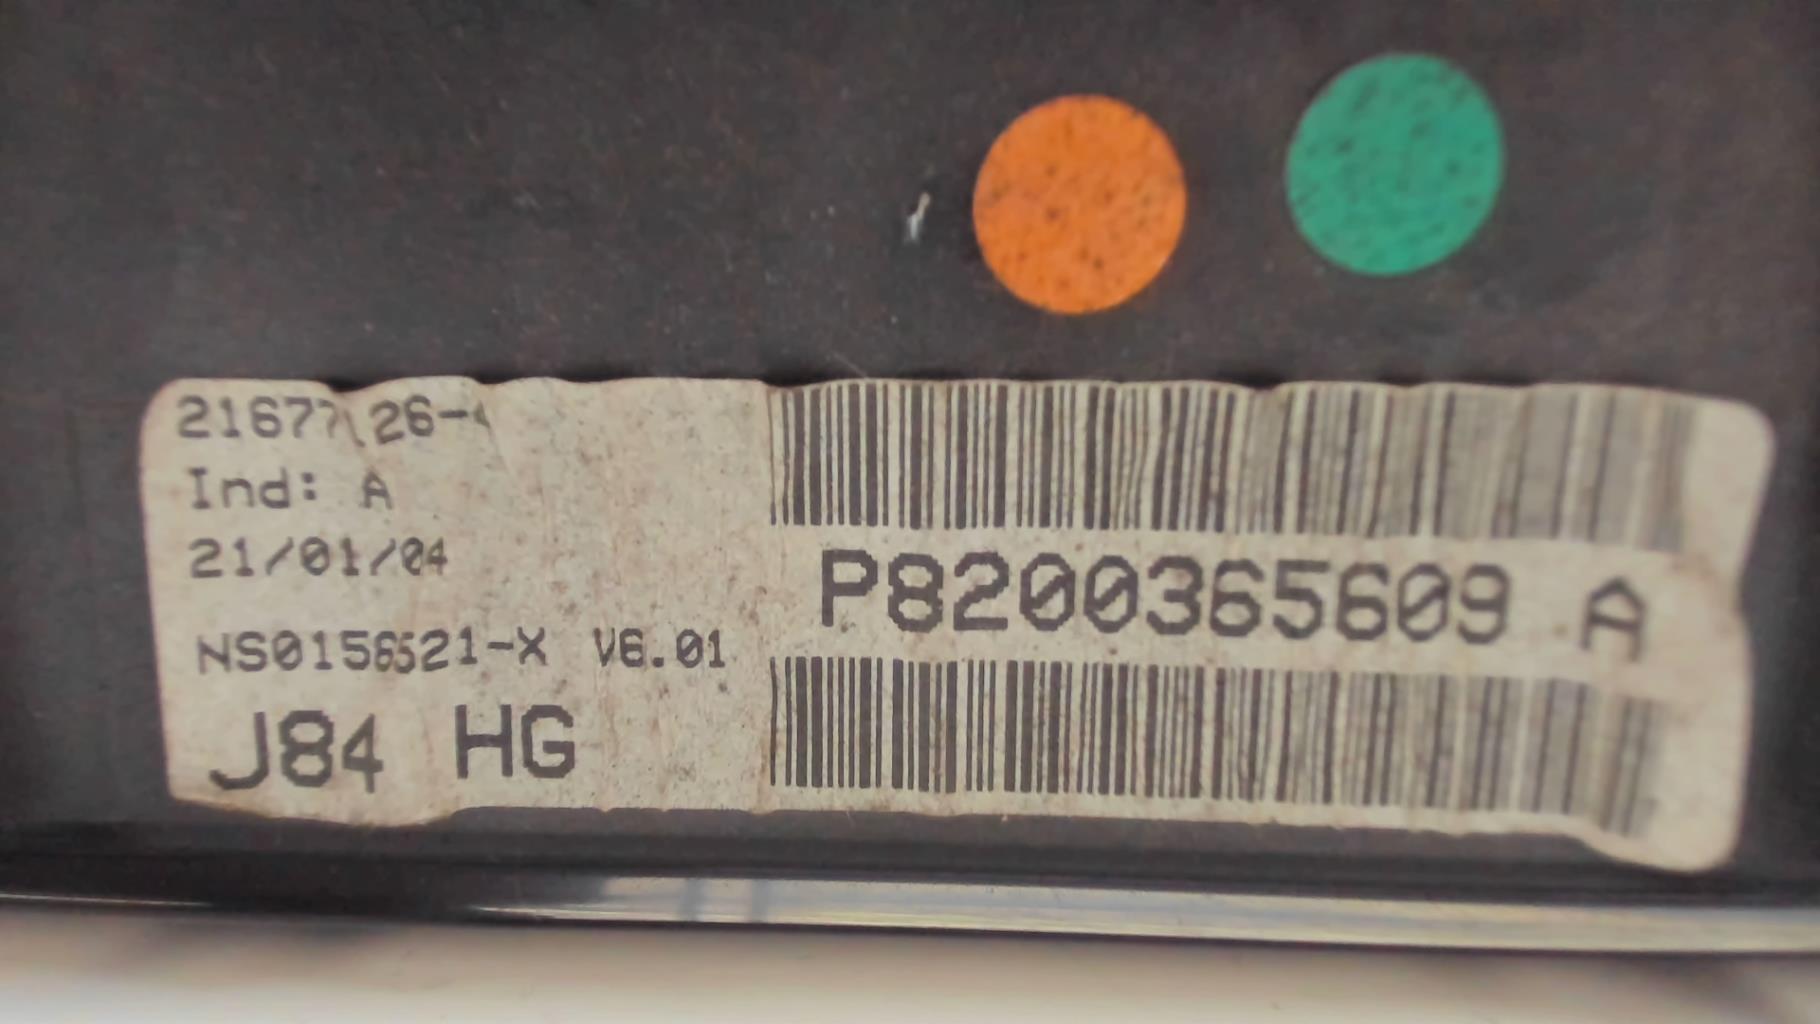 Ind: A
21/01/04
NS0156521-X V6.01
J84 HG
P8200365609 A